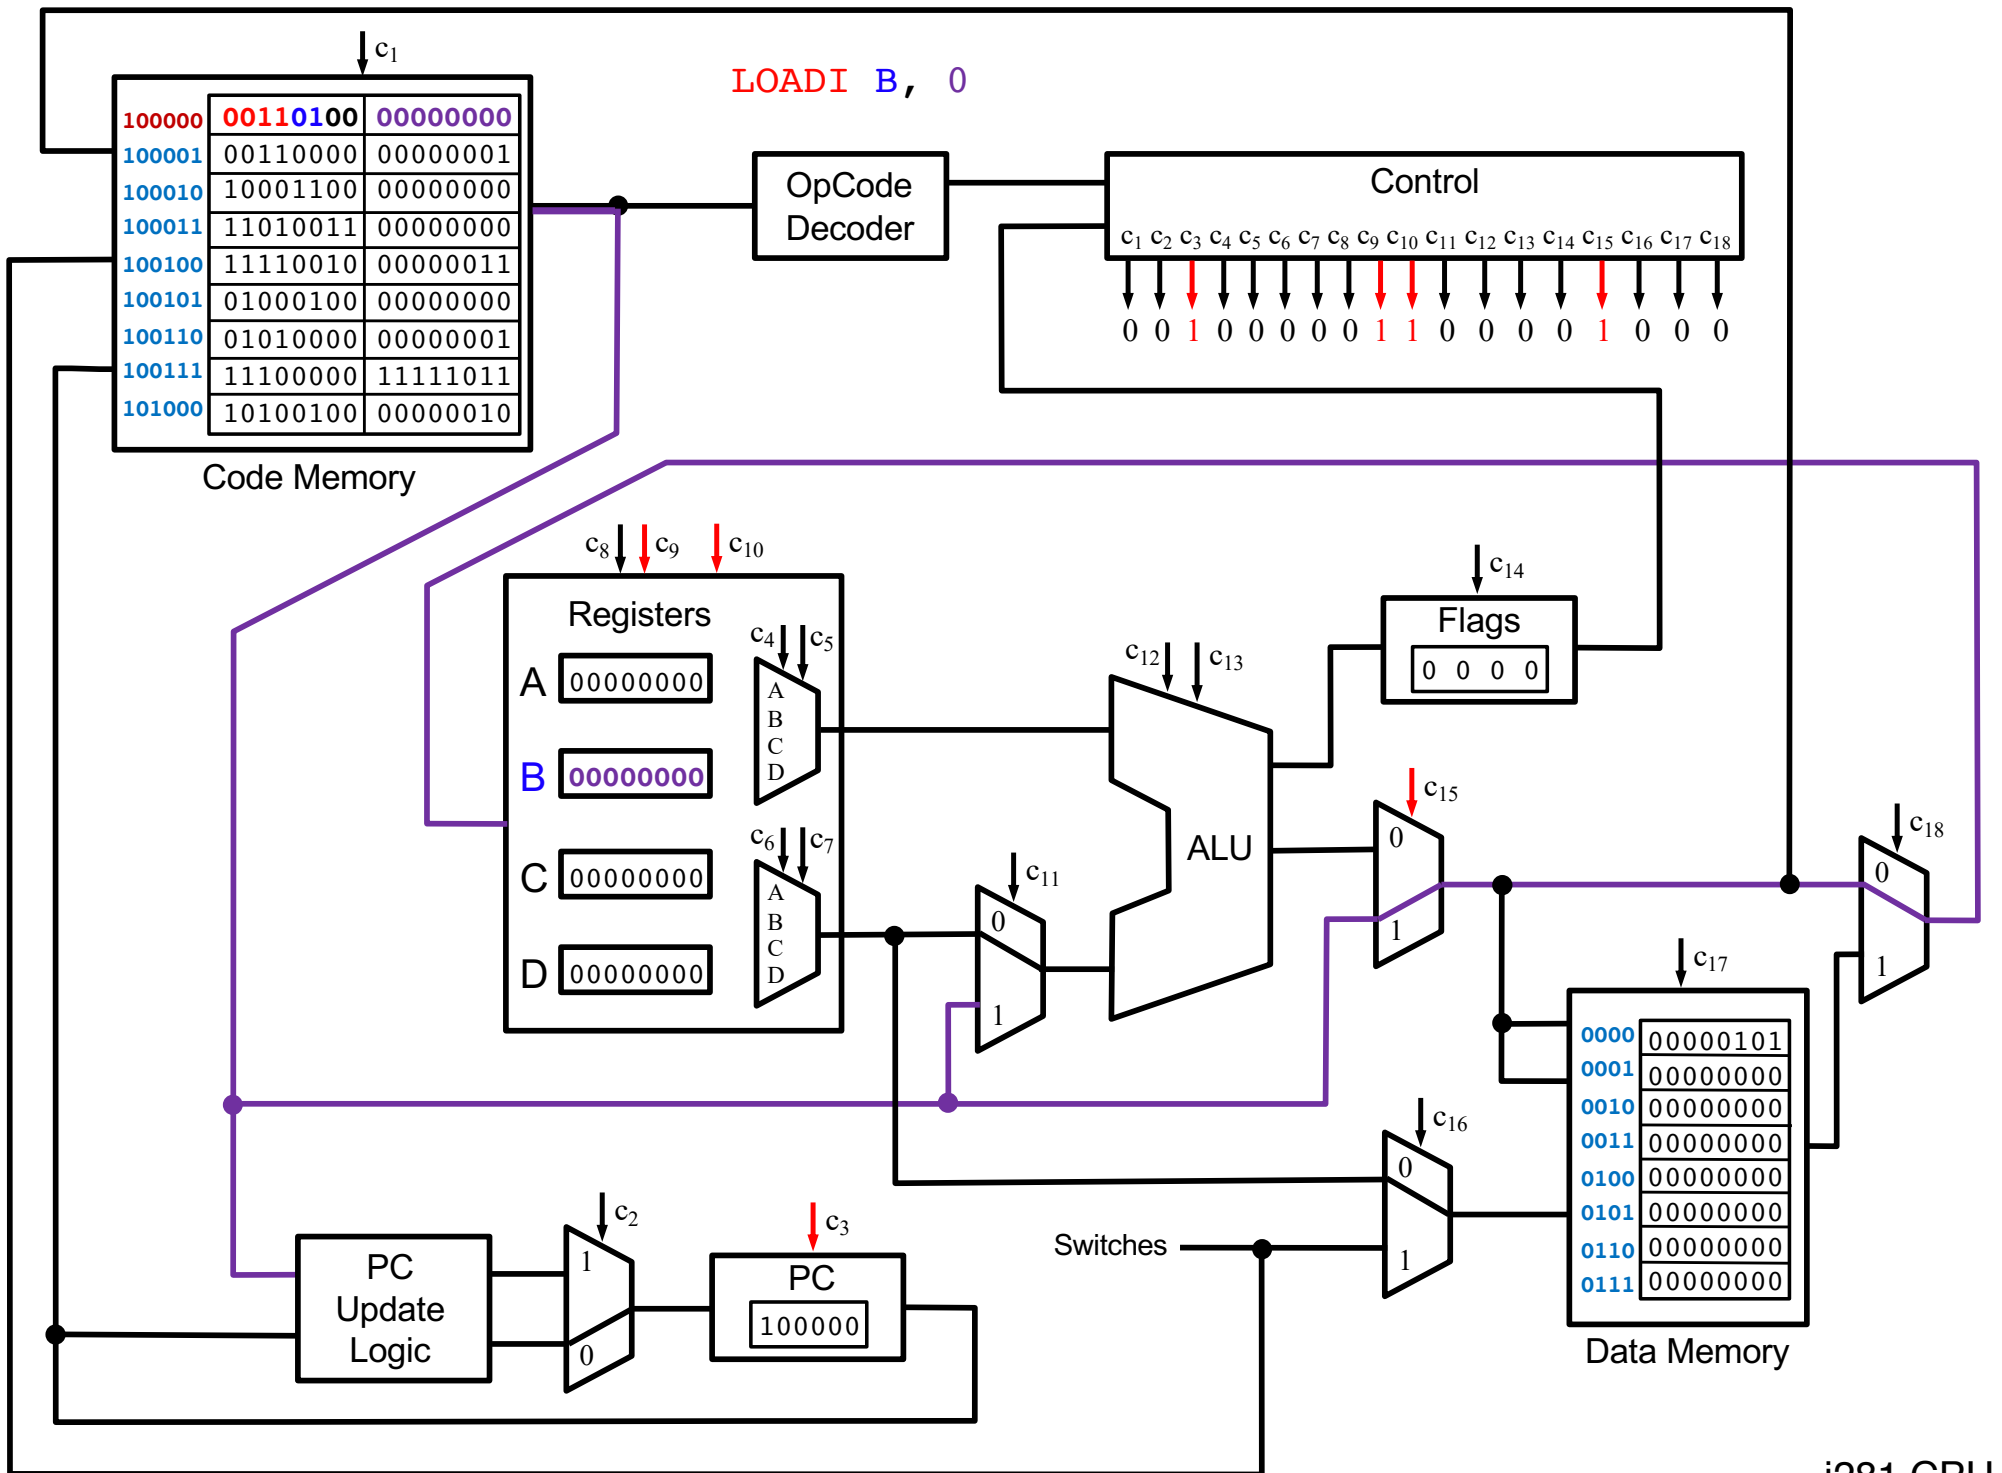 c1
LOADI B, 0
100000 00110100 00000000
100001 00110000 00000001
100010 10001100 00000000
100011 11010011 00000000
100100 11110010 00000011
100101 01000100 00000000
100110 01010000 00000001
100111 11100000 11111011
101000 10100100 00000010
Code Memory
OpCode
Decoder
Control
c1 c2 c3 c4 c5 c6 c7 c8 c9 c10 c11 c12 c13 c14 c15 c16 c17 c18
0 0 1 0 0 0 0 0 1 1 0 0 0 0 1 0 0 0
c8 c9 c10
Registers
A 00000000
B 00000000
C 00000000
D 00000000
c4 c5
A
B
C
D
c6 c7
A
B
C
D
c11
0
1
c12 c13
ALU
c14
Flags
0 0 0 0
c15
0
1
c18
0
1
c17
0000 00000101
0001 00000000
0010 00000000
0011 00000000
0100 00000000
0101 00000000
0110 00000000
0111 00000000
Data Memory
c16
0
1
Switches
PC
Update
Logic
c2
1
0
c3
PC
100000